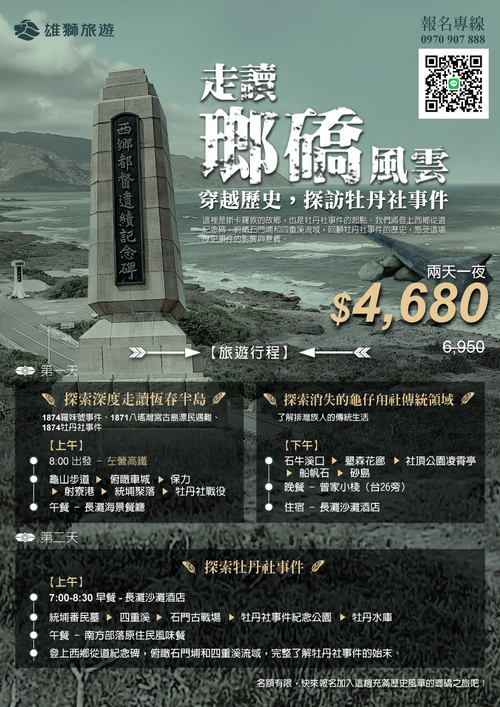 雄獅旅遊
報名專線
0970 907 888
走讀
瑯嶠風雲
穿越歷史，探訪牡丹社事件
這裡是斯卡羅族的故鄉，也是牡丹社事件的起點。我們將登上西鄉從道
紀念碑，俯瞰石門埔和四重溪流域，回顧牡丹社事件的歷史，感受這場
歷史事件的影響與意義。
西郷都督遺績記念碑
兩天一夜
$4,680
6,950
【旅遊行程】
第一天
探索深度走讀恆春半島
1874羅妹號事件、1871八瑤灣宮古島漂民遇難、
1874牡丹社事件
【上午】
8:00 出發 – 左營高鐵
龜山步道 ▶ 俯瞰車城 ▶ 保力
▶ 射寮港 ▶ 統埔聚落 ▶ 牡丹社戰役
午餐 – 長灘海景餐廳
探索消失的龜仔甪社傳統領域
了解排灣族人的傳統生活
【下午】
石牛溪口 ▶ 墾森花廊 ▶ 社頂公園凌霄亭
▶ 船帆石 ▶ 砂島
晚餐 – 曾家小棧（台26旁）
住宿 – 長灘沙灘酒店
第二天
探索牡丹社事件
【上午】
7:00-8:30 早餐 - 長灘沙灘酒店
統埔番民墓 ▶ 四重溪 ▶ 石門古戰場 ▶ 牡丹社事件紀念公園 ▶ 牡丹水庫
午餐 – 南方部落原住民風味餐
登上西鄉從道紀念碑，俯瞰石門埔和四重溪流域，完整了解牡丹社事件的始末。
名額有限，快來報名加入這趟充滿歷史風華的瑯嶠之旅吧！